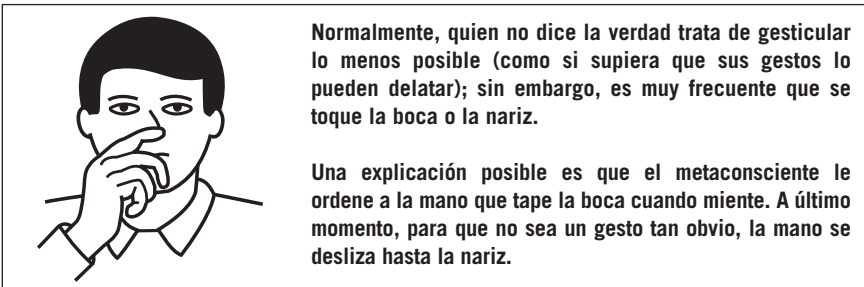 Normalmente, quien no dice la verdad trata de gesticular
lo menos posible (como si supiera que sus gestos lo
pueden delatar); sin embargo, es muy frecuente que se
toque la boca o la nariz.
Una explicación posible es que el metaconsciente le
ordene a la mano que tape la boca cuando miente. A último
momento, para que no sea un gesto tan obvio, la mano se
desliza hasta la nariz.